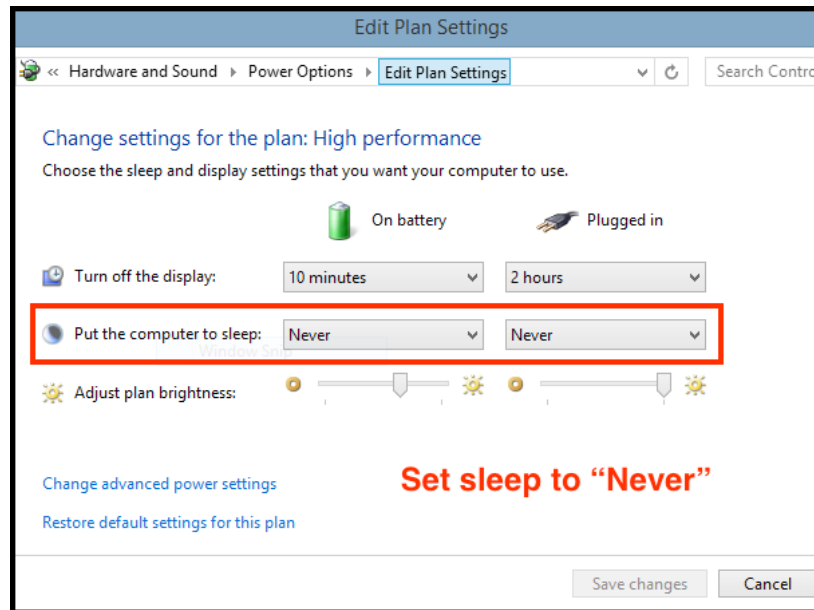 Edit Plan Settings
« Hardware and Sound Power Options Edit Plan Settings Search Contro
Change settings for the plan: High performance
Choose the sleep and display settings that you want your computer to use.
On battery Plugged in
Turn off the display: 10 minutes 2 hours
Put the computer to sleep: Never Never
Window Snip
Adjust plan brightness:
Change advanced power settings
Set sleep to “Never”
Restore default settings for this plan
Save changes Cancel